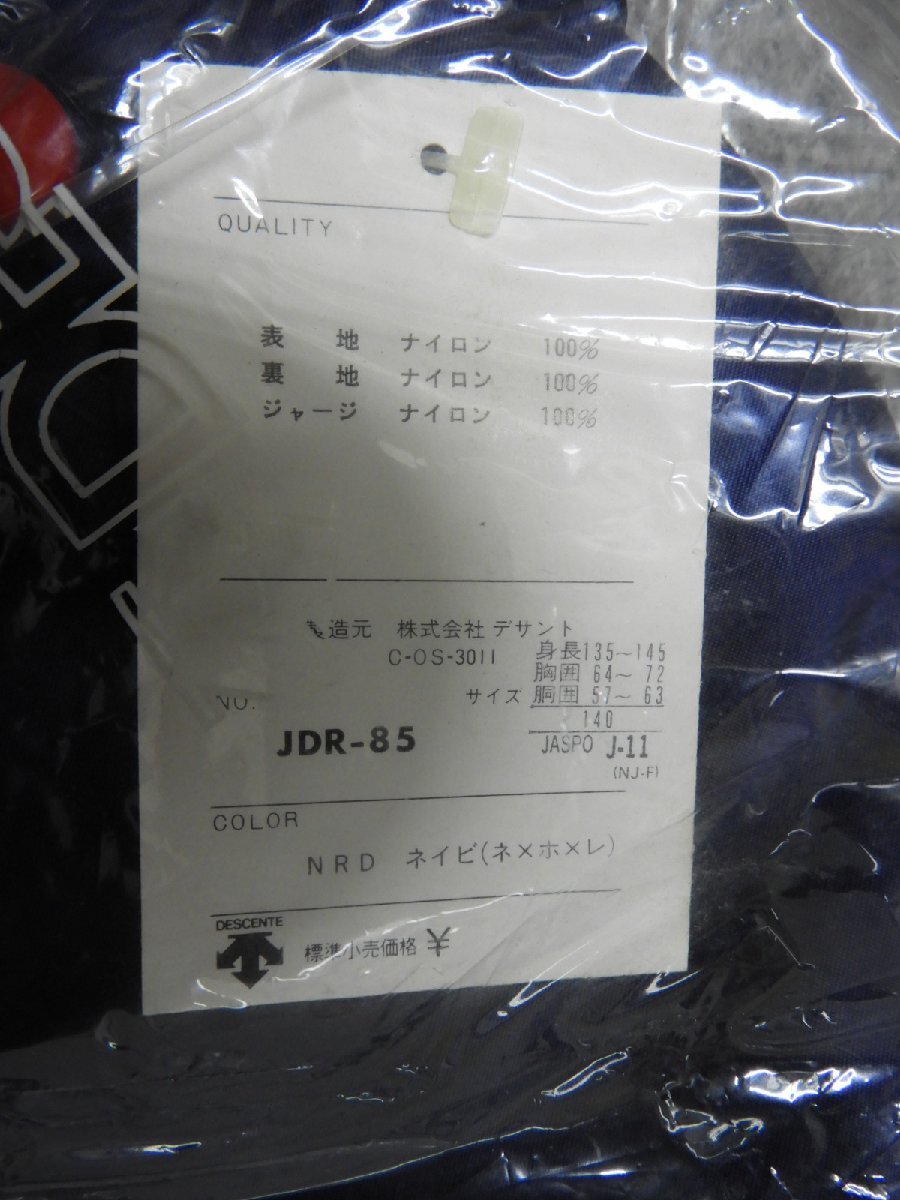 QUALITY
表地 ナイロン 100%
裏地 ナイロン 100%
ジャージ ナイロン 100%
造元 株式会社 デサント
C-OS-3011
身長 135~145
胸囲 64~72
サイズ 胴囲 57~63
140
NO.
JDR-85
JASPO J-11
(NJ-F)
COLOR
NRD ネイビ(ネ×ホ×レ)
DESCENTE
標準小売価格 ¥